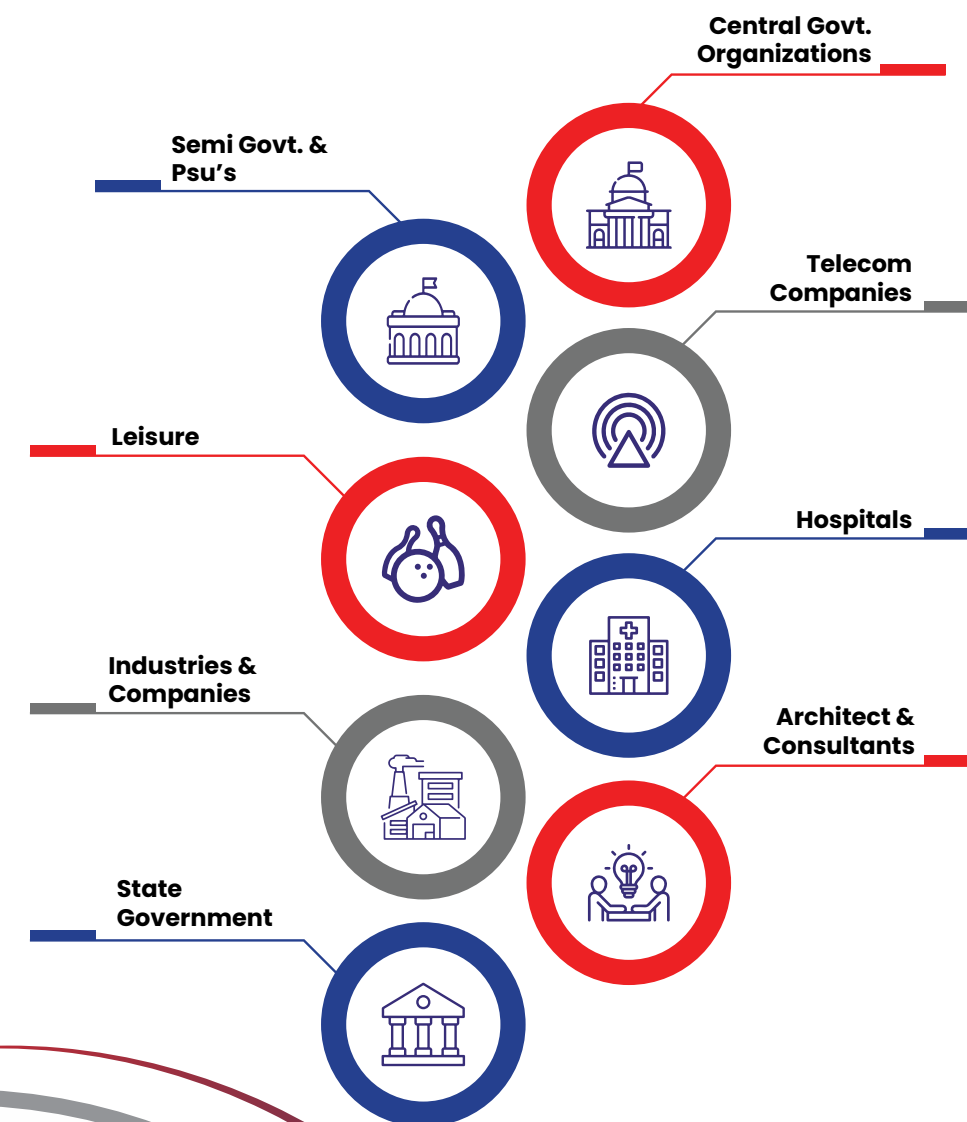 Central Govt.
Organizations
Semi Govt. &
Psu's
Telecom
Companies
Leisure
Hospitals
Industries &
Companies
Architect &
Consultants
State
Government